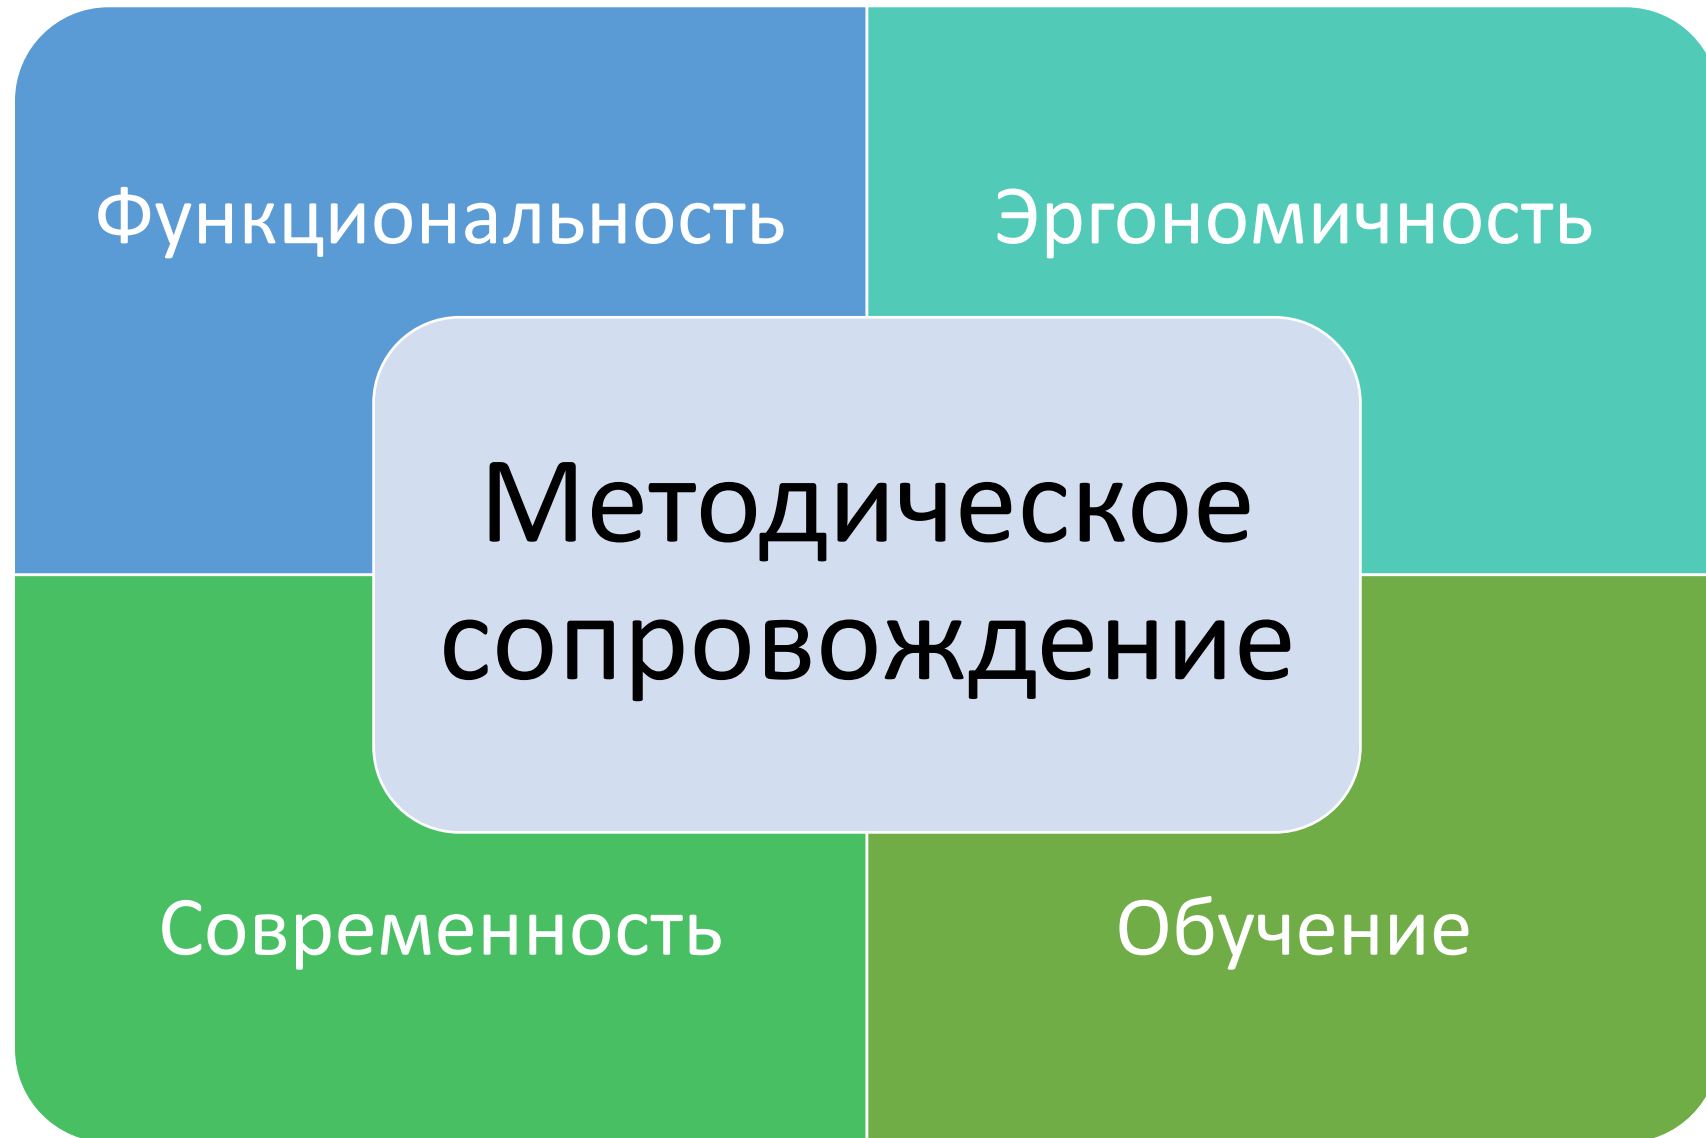 Функциональность
Эргономичность
Методическое
сопровождение
Современность
Обучение